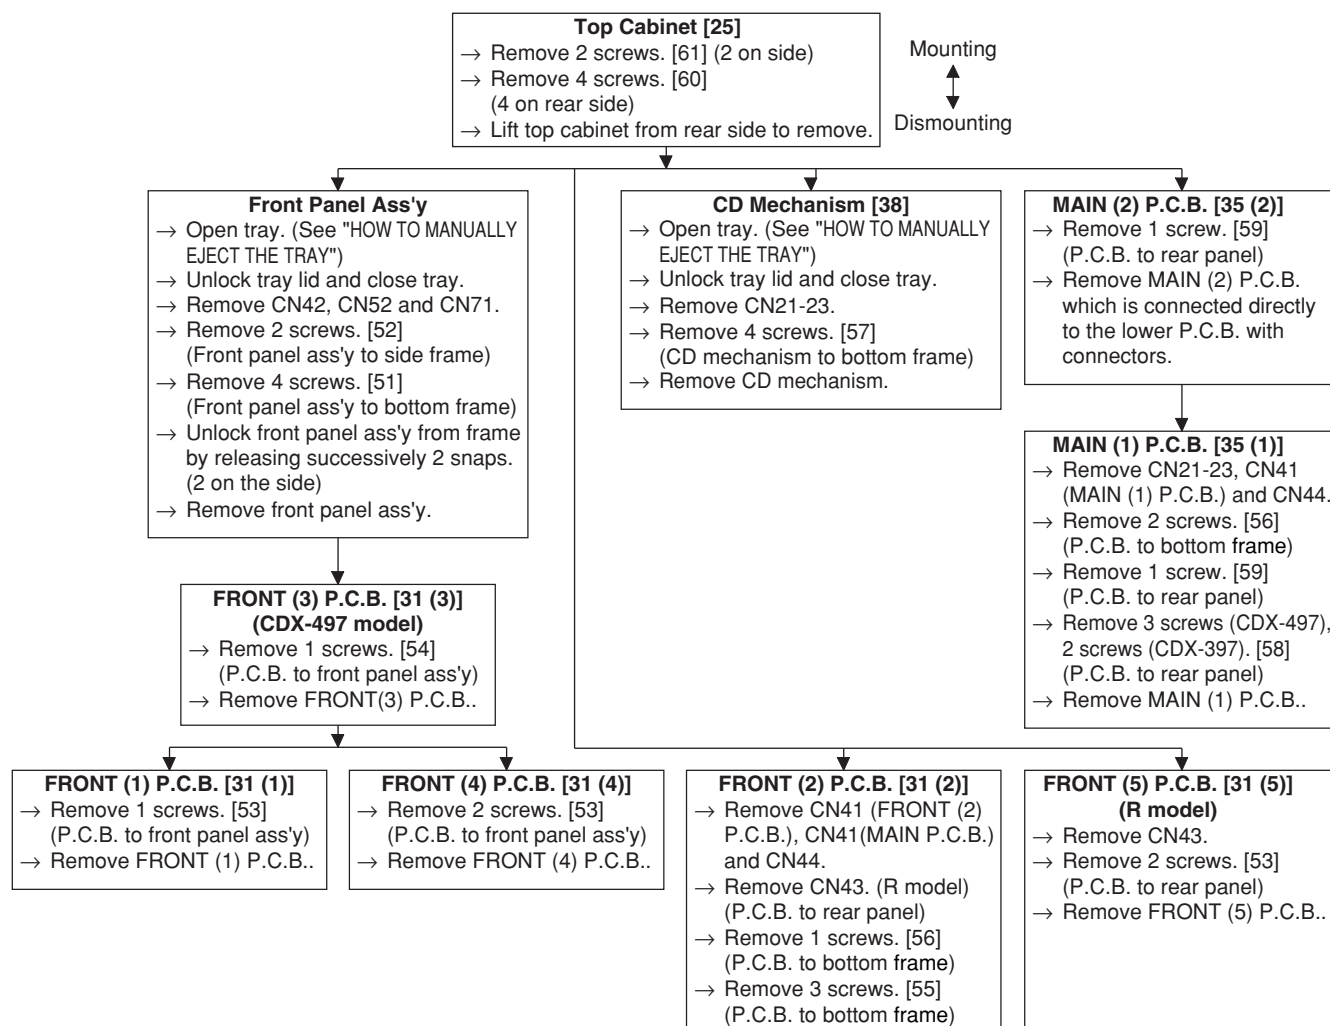 Top Cabinet [25]
→ Remove 2 screws. [61] (2 on side)
→ Remove 4 screws. [60]
(4 on rear side)
→ Lift top cabinet from rear side to remove.
Mounting
Dismounting
Front Panel Ass'y
→ Open tray. (See "HOW TO MANUALLY
EJECT THE TRAY")
→ Unlock tray lid and close tray.
→ Remove CN42, CN52 and CN71.
→ Remove 2 screws. [52]
(Front panel ass'y to side frame)
→ Remove 4 screws. [51]
(Front panel ass'y to bottom frame)
→ Unlock front panel ass'y from frame
by releasing successively 2 snaps.
(2 on the side)
→ Remove front panel ass'y.
CD Mechanism [38]
→ Open tray. (See "HOW TO MANUALLY
EJECT THE TRAY")
→ Unlock tray lid and close tray.
→ Remove CN21-23.
→ Remove 4 screws. [57]
(CD mechanism to bottom frame)
→ Remove CD mechanism.
MAIN (2) P.C.B. [35 (2)]
→ Remove 1 screw. [59]
(P.C.B. to rear panel)
→ Remove MAIN (2) P.C.B.
which is connected directly
to the lower P.C.B. with
connectors.
MAIN (1) P.C.B. [35 (1)]
→ Remove CN21-23, CN41
(MAIN (1) P.C.B.) and CN44.
→ Remove 2 screws. [56]
(P.C.B. to bottom frame)
→ Remove 1 screw. [59]
(P.C.B. to rear panel)
→ Remove 3 screws (CDX-497),
2 screws (CDX-397). [58]
(P.C.B. to rear panel)
→ Remove MAIN (1) P.C.B..
FRONT (3) P.C.B. [31 (3)]
(CDX-497 model)
→ Remove 1 screws. [54]
(P.C.B. to front panel ass'y)
→ Remove FRONT(3) P.C.B..
FRONT (1) P.C.B. [31 (1)]
→ Remove 1 screws. [53]
(P.C.B. to front panel ass'y)
→ Remove FRONT (1) P.C.B..
FRONT (4) P.C.B. [31 (4)]
→ Remove 2 screws. [53]
(P.C.B. to front panel ass'y)
→ Remove FRONT (4) P.C.B..
FRONT (2) P.C.B. [31 (2)]
→ Remove CN41 (FRONT (2)
P.C.B.), CN41(MAIN P.C.B.)
and CN44.
→ Remove CN43. (R model)
(P.C.B. to rear panel)
→ Remove 1 screws. [56]
(P.C.B. to bottom frame)
→ Remove 3 screws. [55]
(P.C.B. to bottom frame)
FRONT (5) P.C.B. [31 (5)]
(R model)
→ Remove CN43.
→ Remove 2 screws. [53]
(P.C.B. to rear panel)
→ Remove FRONT (5) P.C.B..